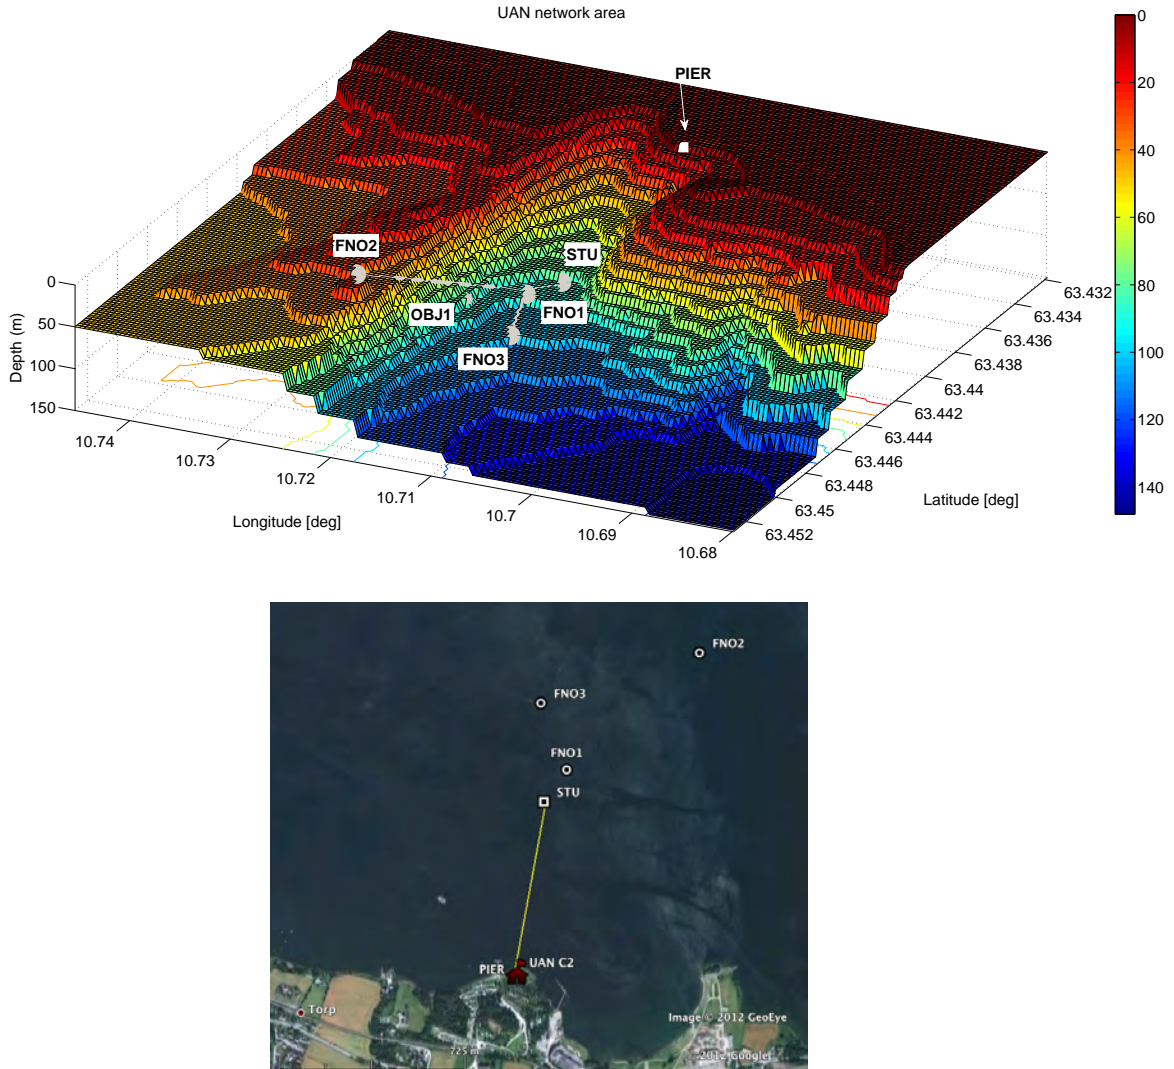 UAN network area
PIER
FNO2
STU
OBJ1
FNO1
FNO3
0
50
100
150
Depth (m)
10.74
10.73
10.72
10.71
10.7
10.69
10.68
Longitude [deg]
63.432
63.434
63.436
63.438
63.44
63.442
63.444
63.446
63.448
63.45
63.452
Latitude [deg]
0
20
40
60
80
100
120
140
FNO2
FNO3
FNO1
STU
PIER
UAN C2
Torp
Image © 2012 GeoEye
725 m
© 2012 Google